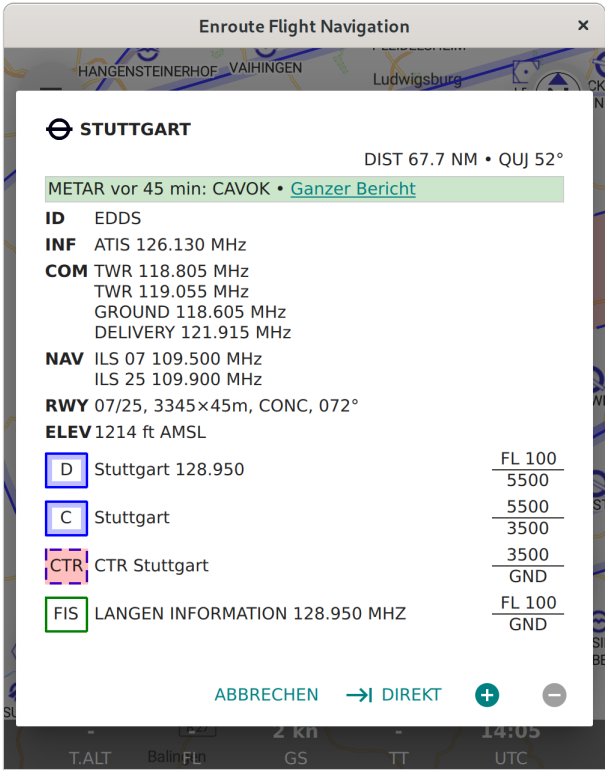 Enroute Flight Navigation ×
HANGENSTEINERHOF VAIHINGEN
Ludwigsburg
STUTTGART
DIST 67.7 NM • QUJ 52°
METAR vor 45 min: CAVOK • Ganzer Bericht
ID EDDS
INF ATIS 126.130 MHz
COM TWR 118.805 MHz
TWR 119.055 MHz
GROUND 118.605 MHz
DELIVERY 121.915 MHz
NAV ILS 07 109.500 MHz
ILS 25 109.900 MHz
RWY 07/25, 3345×45m, CONC, 072°
ELEV 1214 ft AMSL
D Stuttgart 128.950 FL 100
5500
C Stuttgart 5500
3500
CTR CTR Stuttgart 3500
GND
FIS LANGEN INFORMATION 128.950 MHZ FL 100
GND
ABBRECHEN DIREKT
- - 2 kn - 14:05
T.ALT FL GS TT UTC
Balingen